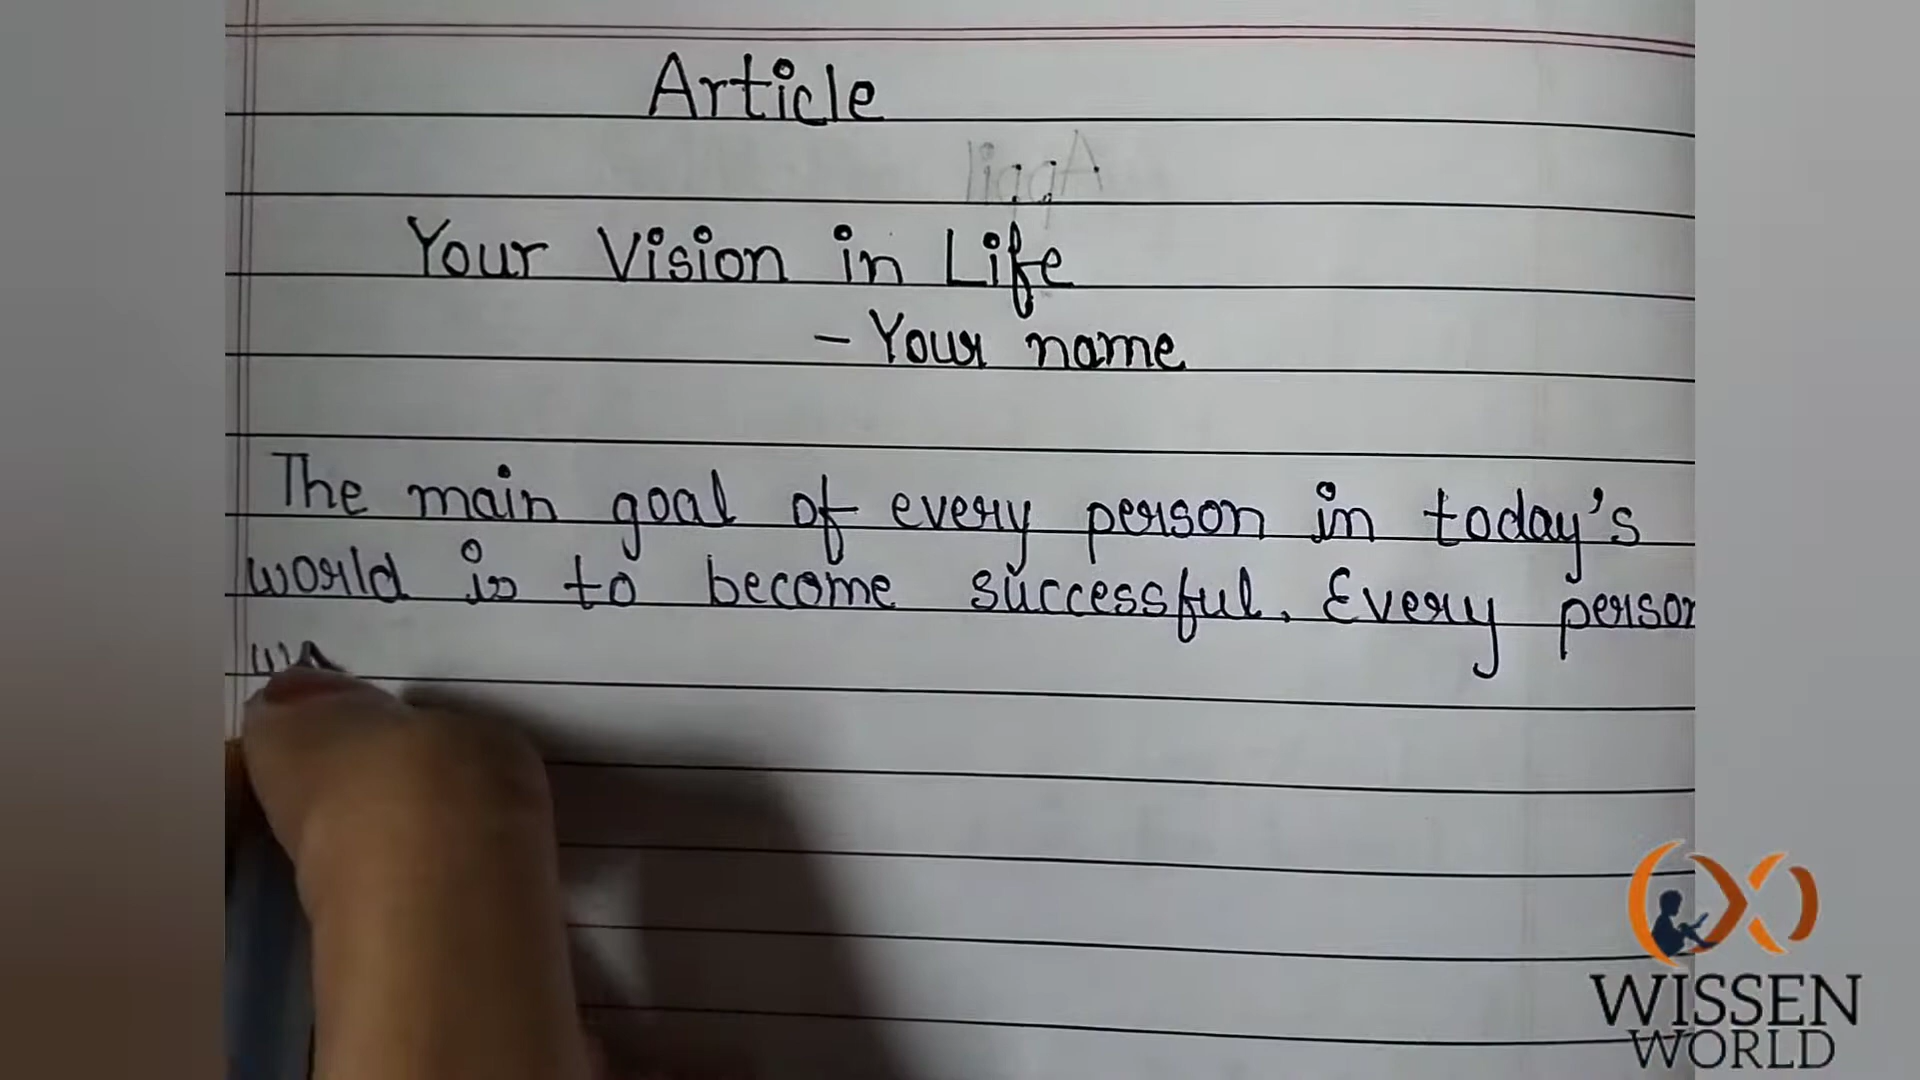 Article
Your Vision in Life
- Your name
The main goal of every person in today's
world is to become successful. Every person
WISSEN
WORLD